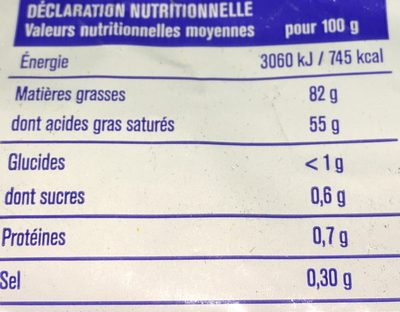 DÉCLARATION NUTRITIONNELLE
Valeurs nutritionnelles moyennes pour 100 g
Énergie 3060 kJ / 745 kcal
Matières grasses 82 g
dont acides gras saturés 55 g
Glucides < 1 g
dont sucres 0,6 g
Protéines 0,7 g
Sel 0,30 g